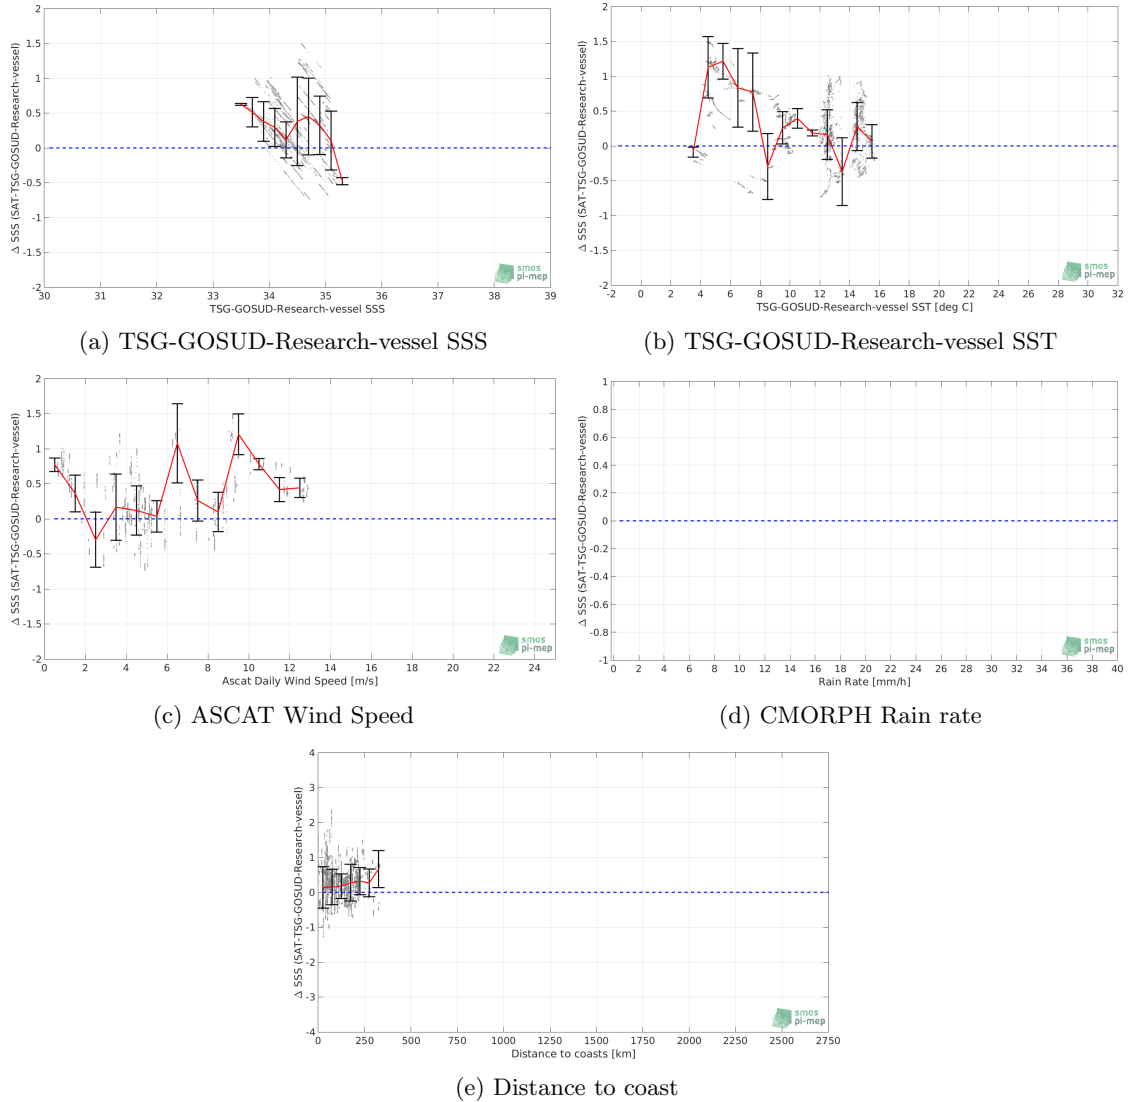 Δ SSS (SAT-TSG-GOSUD-Research-vessel)
2
1.5
1
0.5
0
-0.5
-1
-1.5
-2
30 31 32 33 34 35 36 37 38 39
TSG-GOSUD-Research-vessel SSS
smos
pi-mep
(a) TSG-GOSUD-Research-vessel SSS
Δ SSS (SAT-TSG-GOSUD-Research-vessel)
2
1.5
1
0.5
0
-0.5
-1
-1.5
-2
-2 0 2 4 6 8 10 12 14 16 18 20 22 24 26 28 30 32
TSG-GOSUD-Research-vessel SST [deg C]
smos
pi-mep
(b) TSG-GOSUD-Research-vessel SST
Δ SSS (SAT-TSG-GOSUD-Research-vessel)
2
1.5
1
0.5
0
-0.5
-1
-1.5
-2
0 2 4 6 8 10 12 14 16 18 20 22 24
Ascat Daily Wind Speed [m/s]
smos
pi-mep
(c) ASCAT Wind Speed
Δ SSS (SAT-TSG-GOSUD-Research-vessel)
1
0.8
0.6
0.4
0.2
0
-0.2
-0.4
-0.6
-0.8
-1
0 2 4 6 8 10 12 14 16 18 20 22 24 26 28 30 32 34 36 38 40
Rain Rate [mm/h]
smos
pi-mep
(d) CMORPH Rain rate
Δ SSS (SAT-TSG-GOSUD-Research-vessel)
4
3
2
1
0
-1
-2
-3
-4
0 250 500 750 1000 1250 1500 1750 2000 2250 2500 2750
Distance to coasts [km]
smos
pi-mep
(e) Distance to coast